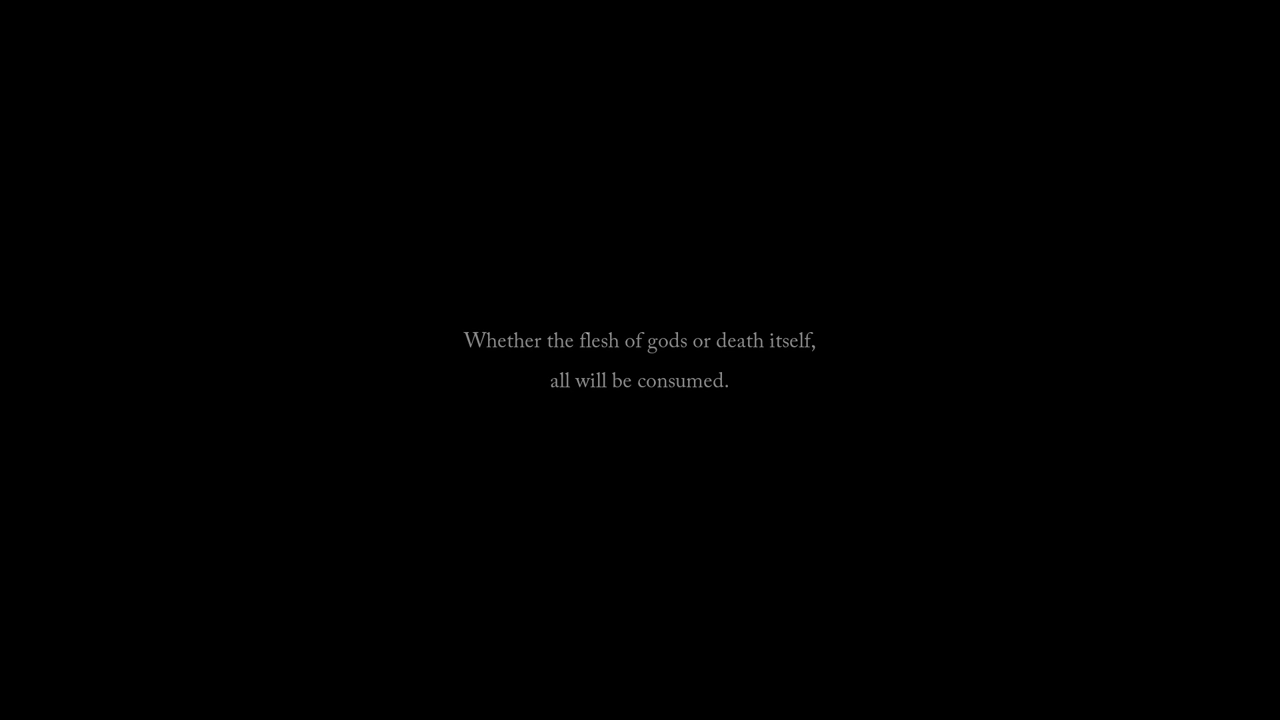 Whether the flesh of gods or death itself,
all will be consumed.